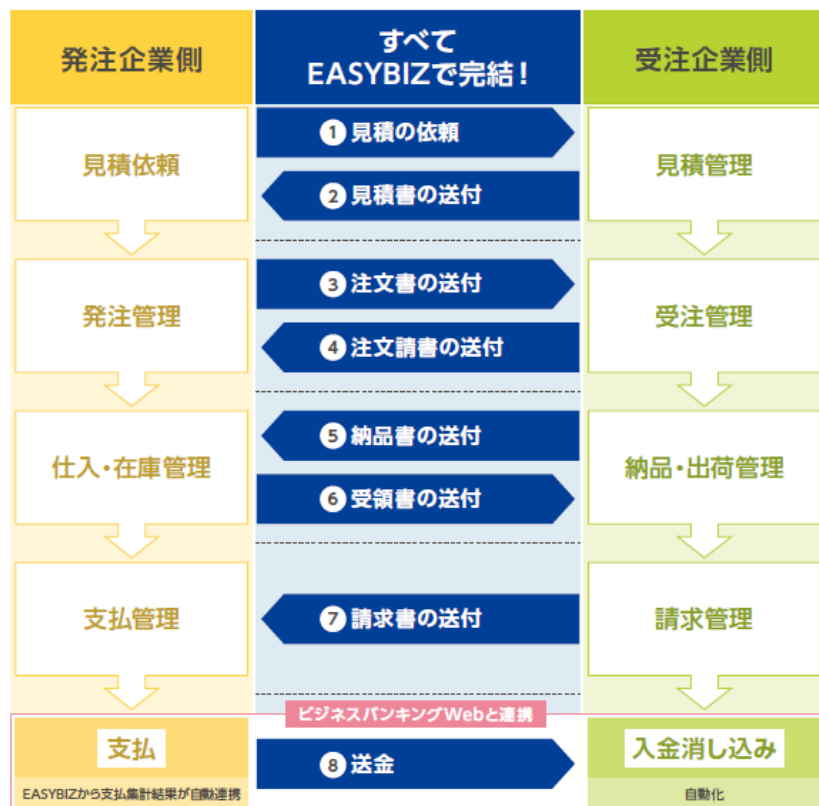 発注企業側
すべて
EASYBIZで完結！
受注企業側
見積依頼
①見積の依頼
②見積書の送付
見積管理
発注管理
③注文書の送付
④注文請書の送付
受注管理
仕入・在庫管理
⑤納品書の送付
⑥受領書の送付
納品・出荷管理
支払管理
⑦請求書の送付
請求管理
ビジネスバンキングWebと連携
支払
EASYBIZから支払集計結果が自動連携
⑧送金
入金消し込み
自動化